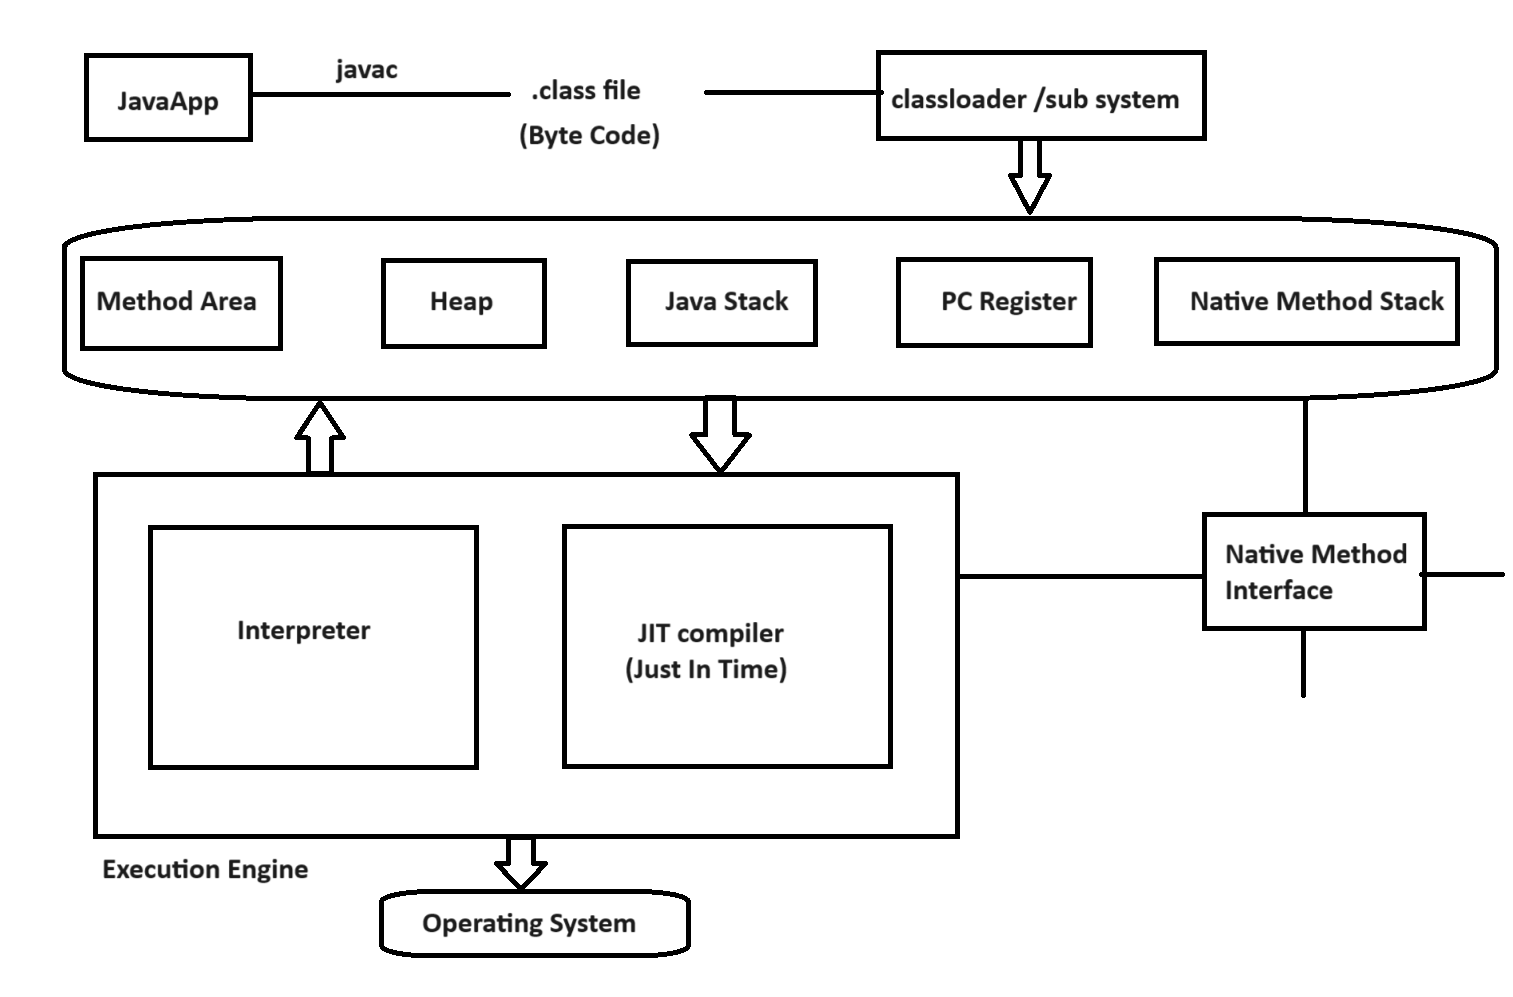 JavaApp
javac
.class file
(Byte Code)
classloader /sub system
Method Area
Heap
Java Stack
PC Register
Native Method Stack
Interpreter
JIT compiler
(Just In Time)
Native Method
Interface
Execution Engine
Operating System